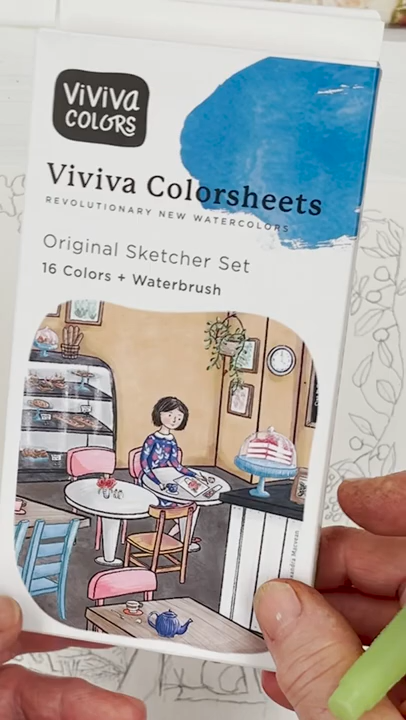 ViViVa
COLORS
Viviva Colorsheets
REVOLUTIONARY NEW WATERCOLORS
Original Sketcher Set
16 Colors + Waterbrush